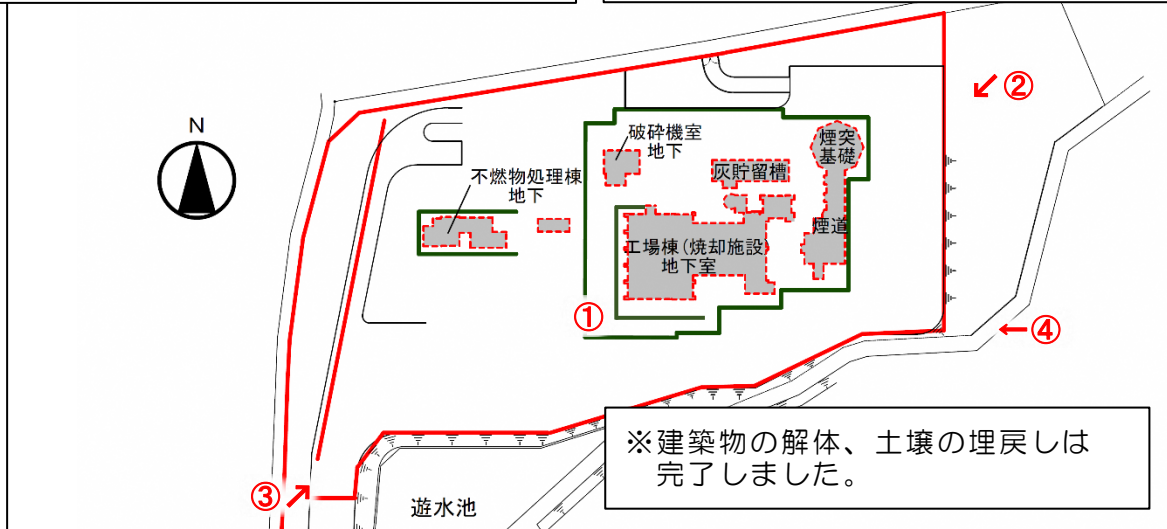 ②
N
破砕機室
地下
煙突
基礎
灰貯留槽
不燃物処理棟
地下
煙道
工場棟(焼却施設)
地下室
①
④
※建築物の解体、土壌の埋戻しは
完了しました。
③
遊水池